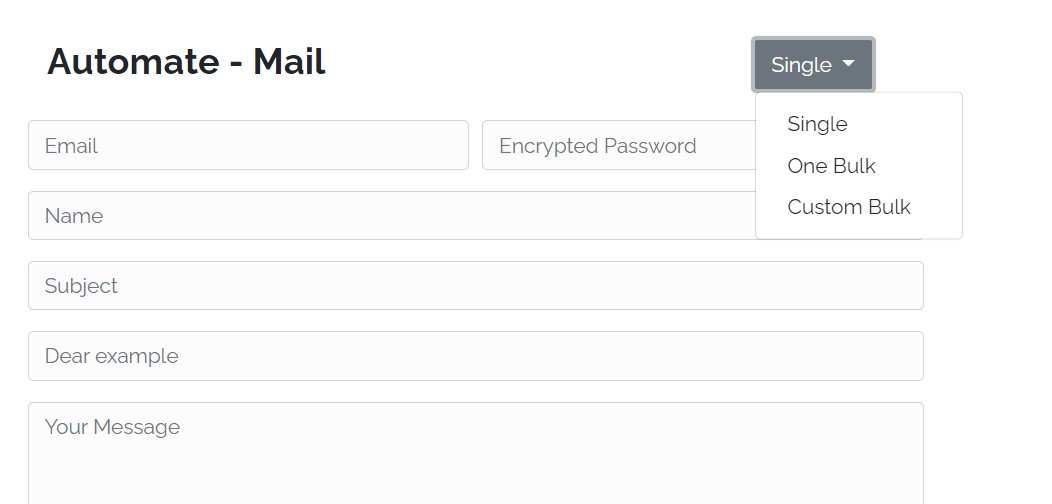 Automate - Mail
Single
Single
One Bulk
Custom Bulk
Email
Encrypted Password
Name
Subject
Dear example
Your Message